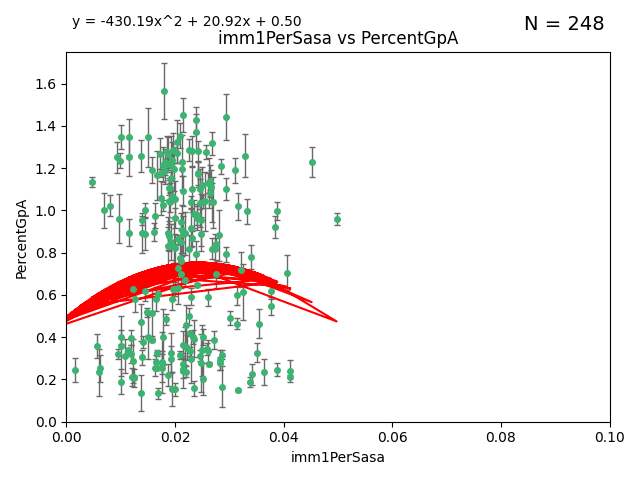 y = -430.19x^2 + 20.92x + 0.50
N = 248
imm1PerSasa vs PercentGpA
PercentGpA
1.6
1.4
1.2
1.0
0.8
0.6
0.4
0.2
0.0
0.00 0.02 0.04 0.06 0.08 0.10
imm1PerSasa